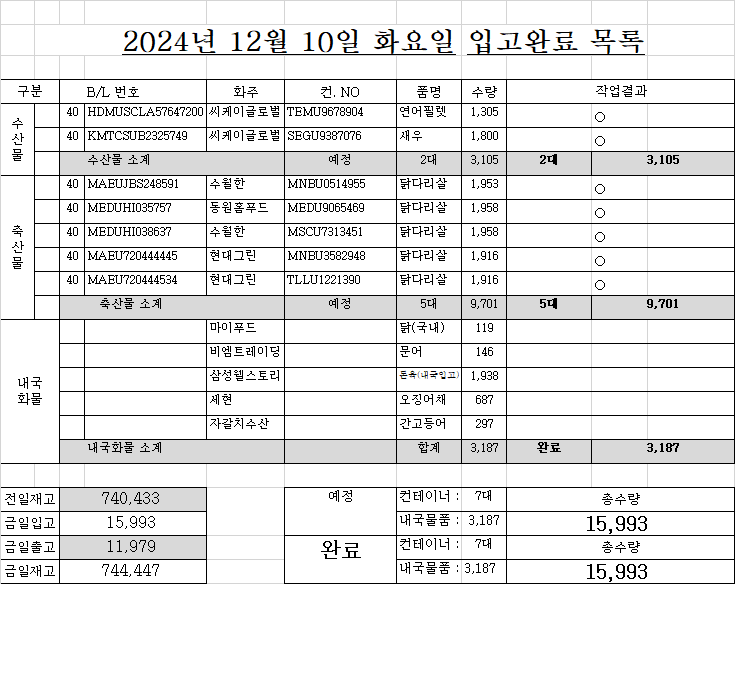 2024년 12월 10일 화요일 입고완료 목록
구분 B/L 번호 화주 컨. NO 품명 수량 작업결과
수산물
40 HDMUSCLA57647200 씨케이글로벌 TEMU9678904 연어필렛 1,305 ○
40 KMTCSUB2325749 씨케이글로벌 SEGU9387076 새우 1,800 ○
수산물 소계 예정 2대 3,105 2대 3,105
축산물
40 MAEUJBS248591 수월한 MNBU0514955 닭다리살 1,953 ○
40 MEDUHI035757 동원홈푸드 MEDU9065469 닭다리살 1,958 ○
40 MEDUHI038637 수월한 MSCU7313451 닭다리살 1,958 ○
40 MAEU720444445 현대그린 MNBU3582948 닭다리살 1,916 ○
40 MAEU720444534 현대그린 TLLU1221390 닭다리살 1,916 ○
축산물 소계 예정 5대 9,701 5대 9,701
내국
화물
마이푸드 닭(국내) 119
비엠트레이딩 문어 146
삼성웰스토리 돈육(내국입고) 1,938
세현 오징어채 687
자갈치수산 간고등어 297
내국화물 소계 합계 3,187 완료 3,187
전일재고 740,433 예정 컨테이너 : 7대 총수량
금일입고 15,993 내국물품 : 3,187 15,993
금일출고 11,979 완료 컨테이너 : 7대 총수량
금일재고 744,447 내국물품 : 3,187 15,993